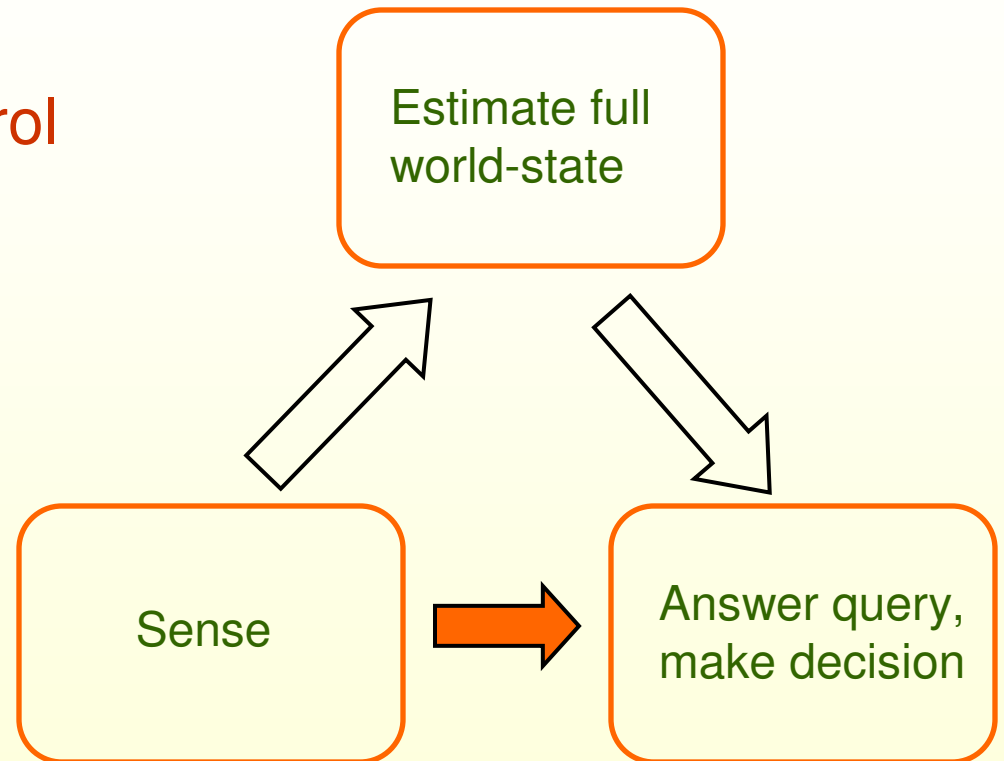 rol
Estimate full
world-state
Sense
Answer query,
make decision